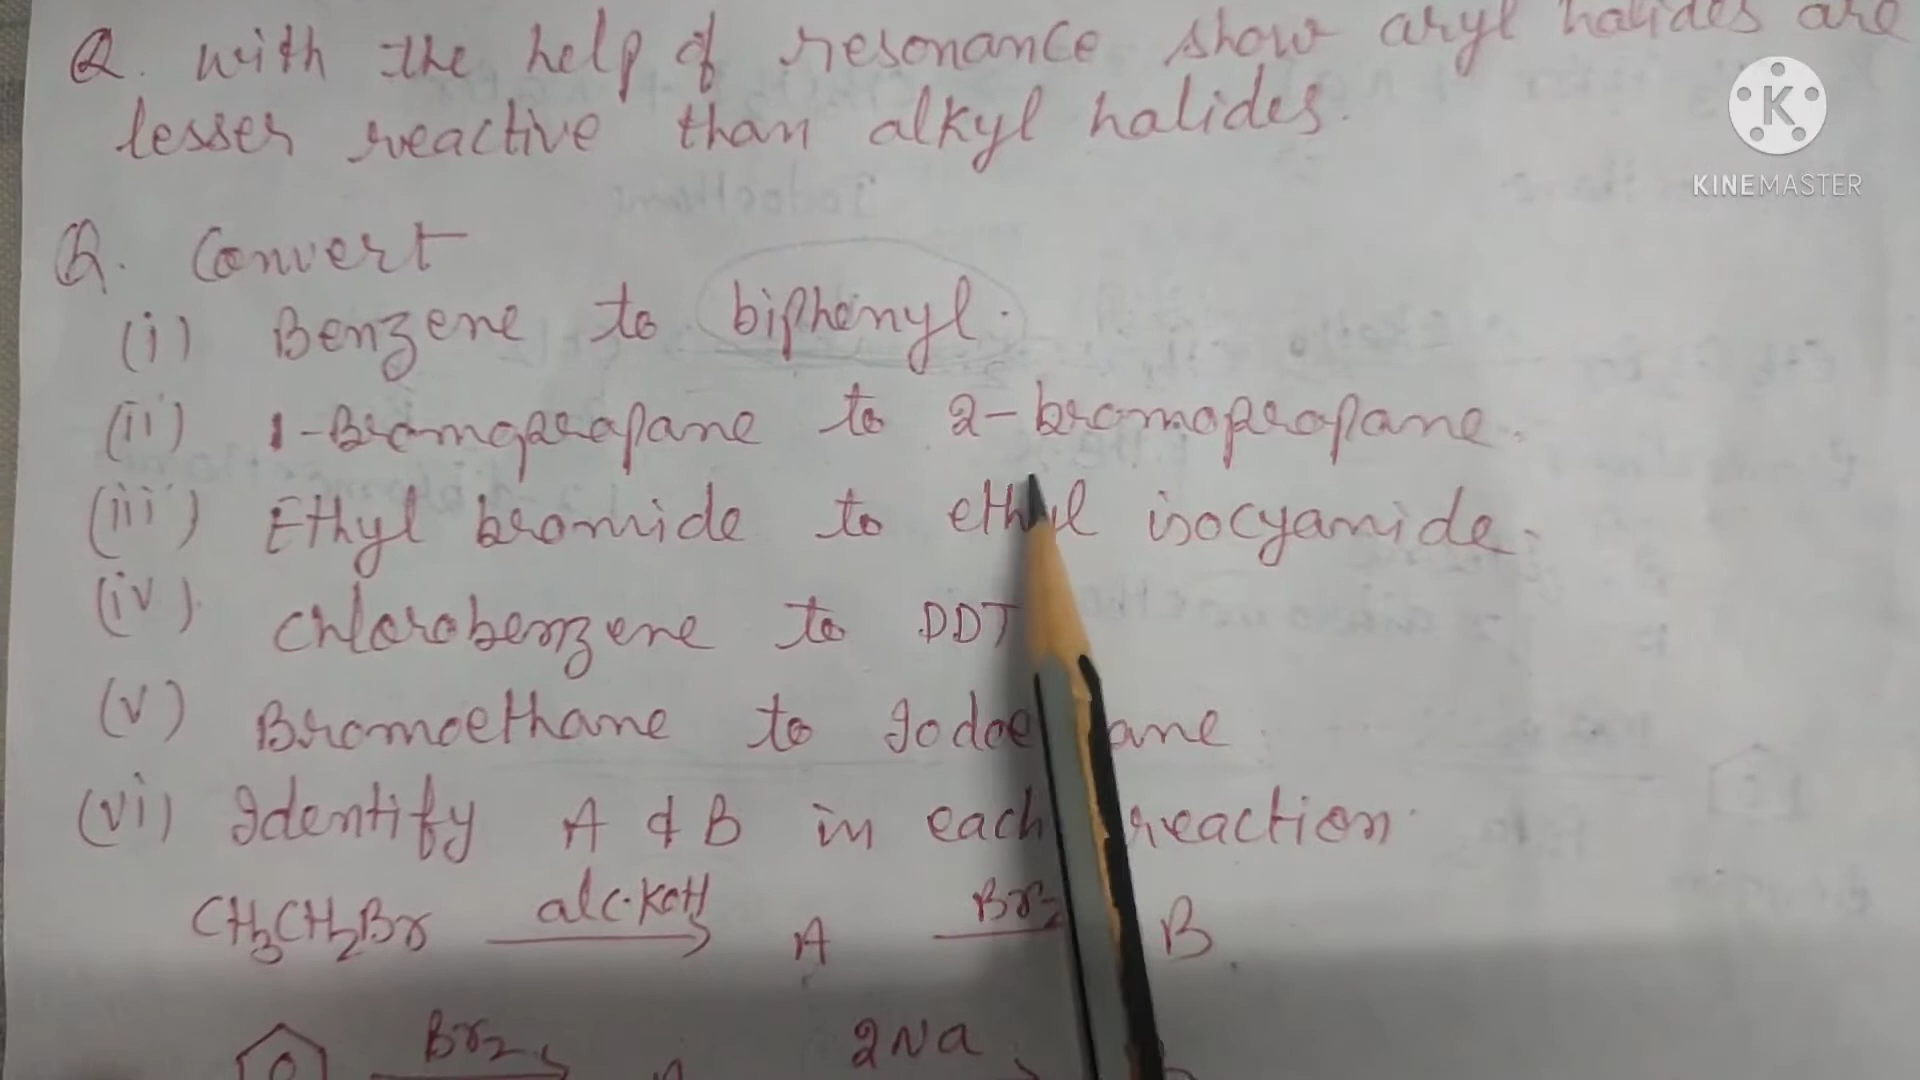 Q. With the help of resonance show aryl halides are
lesser reactive than alkyl halides.
K
KINEMASTER
Q. Convert
(i) Benzene to biphenyl.
(ii) 1-Bromopropane to 2-bromopropane.
(iii) Ethyl bromide to ethyl isocyanide.
(iv) Chlorobenzene to DDT
(v) Bromoethane to Iodoe ane
(vi) Identify A & B in each reaction
CH3CH2Br alc.KOH A Br2 B
Br2 2Na